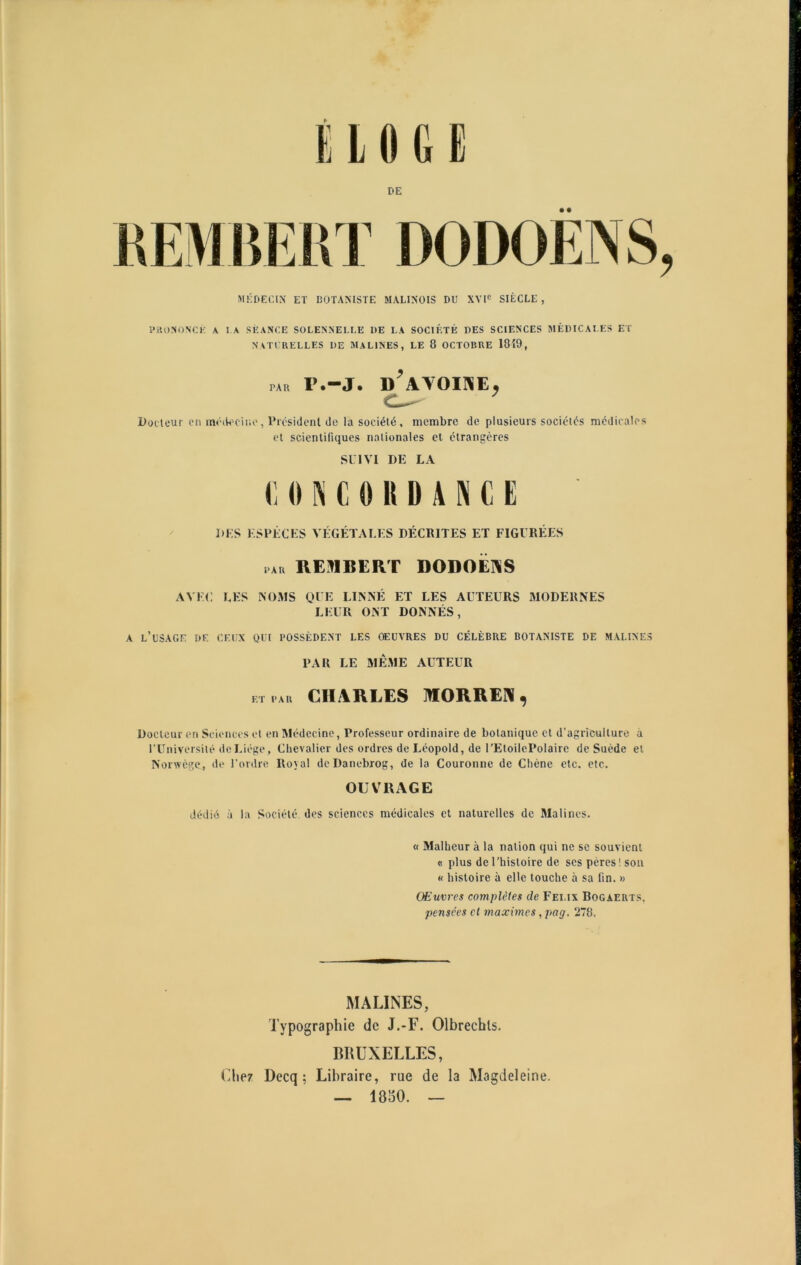 ÉLOGE
DE
REMBERT DODOËNS,
MÉDECIN ET BOTANISTE MALINOIS DU XVIe SIÈCLE,
PRONONCÉ A LA SÉANCE SOLENNELLE DE LA SOCIÉTÉ DES SCIENCES MÉDICALES ET
NATURELLES DE MALINES, LE 8 OCTOBRE 1849,
PAR P.-J. D'AVOINE,
Docteur en médecine, Président de la société, membre de plusieurs sociétés médicales
et scientifiques nationales et étrangères
SUIVI DE LA
CONCORDANCE
DES ESPÈCES VÉGÉTALES DÉCRITES ET FIGURÉES
PAR REMBERT DODOËNS
AVEC LES NOMS QUE LINNÉ ET LES AUTEURS MODERNES
LEUR ONT DONNÉS,
A L'USAGE DE CEUX QUI POSSÈDENT LES OEUVRES DU CÉLÈBRE BOTANISTE DE MALINES
PAR LE MÊME AUTEUR
ET PAR CHARLES MORREN,
Docteur en Sciences et en Médecine, Professeur ordinaire de botanique et d'agriculture à
l'Université de Liége, Chevalier des ordres de Léopold, de l'EtoilePolaire de Suède et
Norwège, de l'ordre Royal de Danebrog, de la Couronne de Chêne etc. etc.
OUVRAGE
dédié à la Société des sciences médicales et naturelles de Malines.
« Malheur à la nation qui ne se souvient
« plus de l'histoire de ses pères! son
« histoire à elle touche à sa fin. »
Œuvres complètes de FELIX BOGAERTS,
pensées et maximes, pag. 278.
MALINES,
Typographie de J.-F. Olbrechts.
BRUXELLES,
Chez Decq; Libraire, rue de la Magdeleine.
— 1850. —